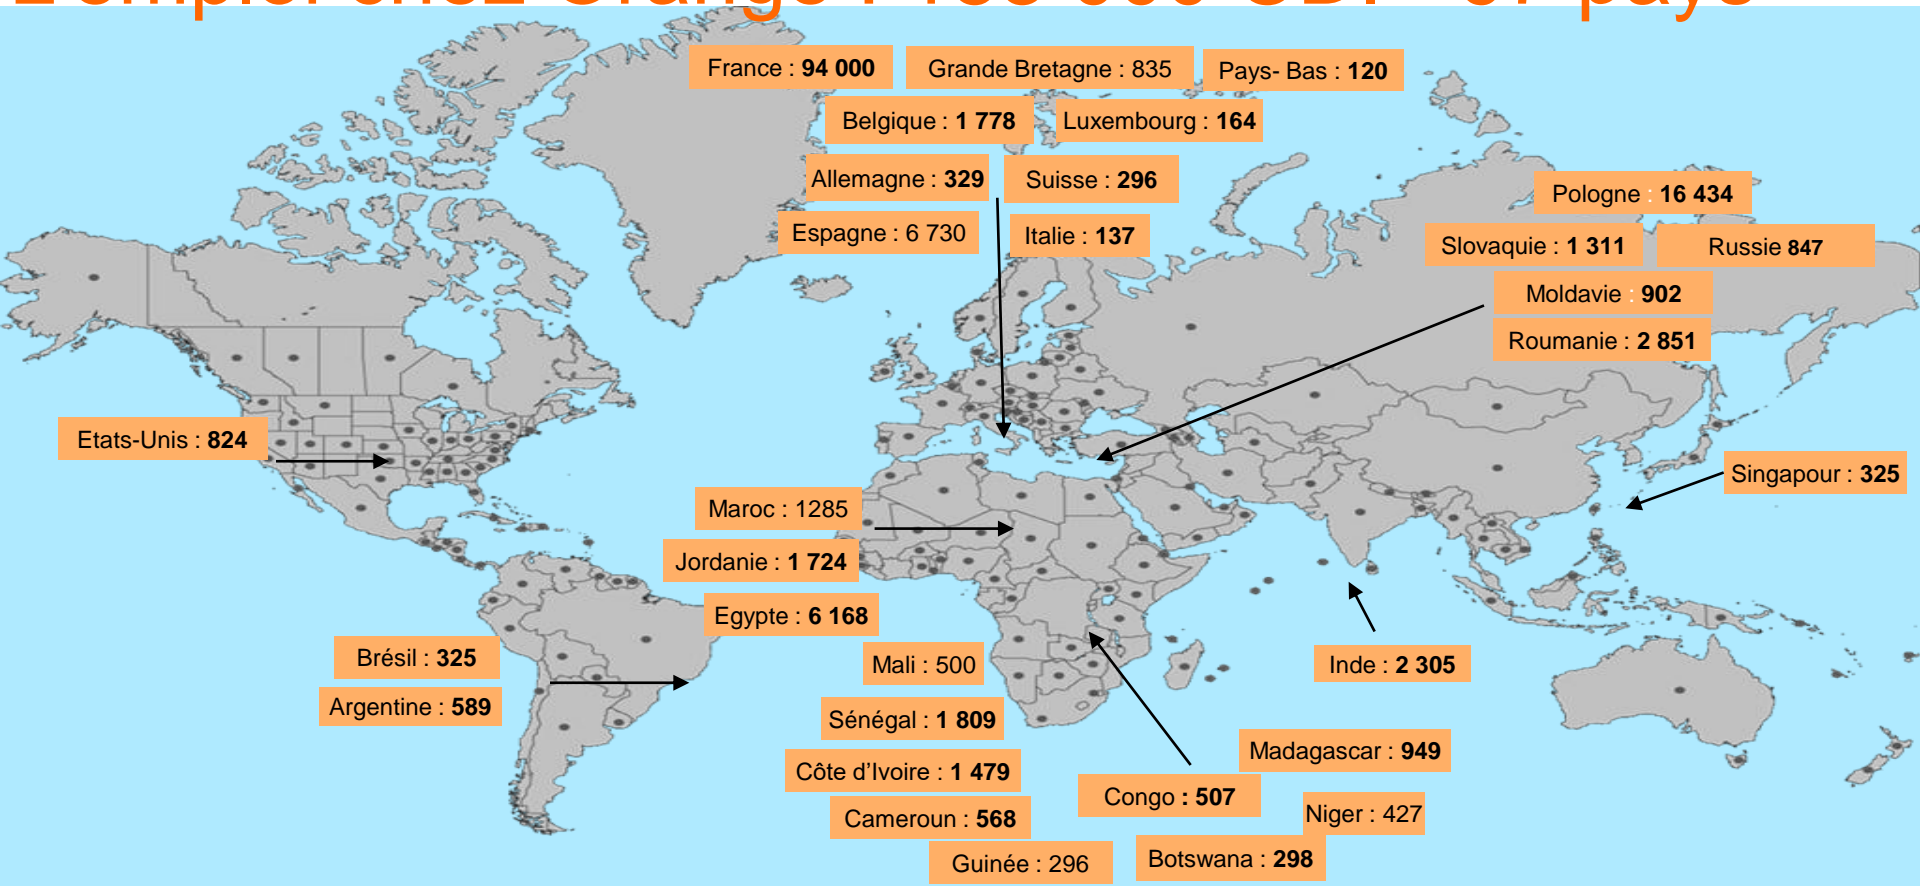 L'emploi chez Orange :
pays
France : 94 000
Grande Bretagne : 835
Pays- Bas : 120
Belgique : 1 778
Luxembourg : 164
Allemagne : 329
Suisse : 296
Espagne : 6 730
Italie : 137
Pologne : 16 434
Slovaquie : 1 311
Russie 847
Moldavie : 902
Roumanie : 2 851
Etats-Unis : 824
Singapour : 325
Maroc : 1285
Jordanie : 1 724
Egypte : 6 168
Brésil : 325
Argentine : 589
Mali : 500
Inde : 2 305
Sénégal : 1 809
Côte d’Ivoire : 1 479
Madagascar : 949
Congo : 507
Cameroun : 568
Niger : 427
Guinée : 296
Botswana : 298